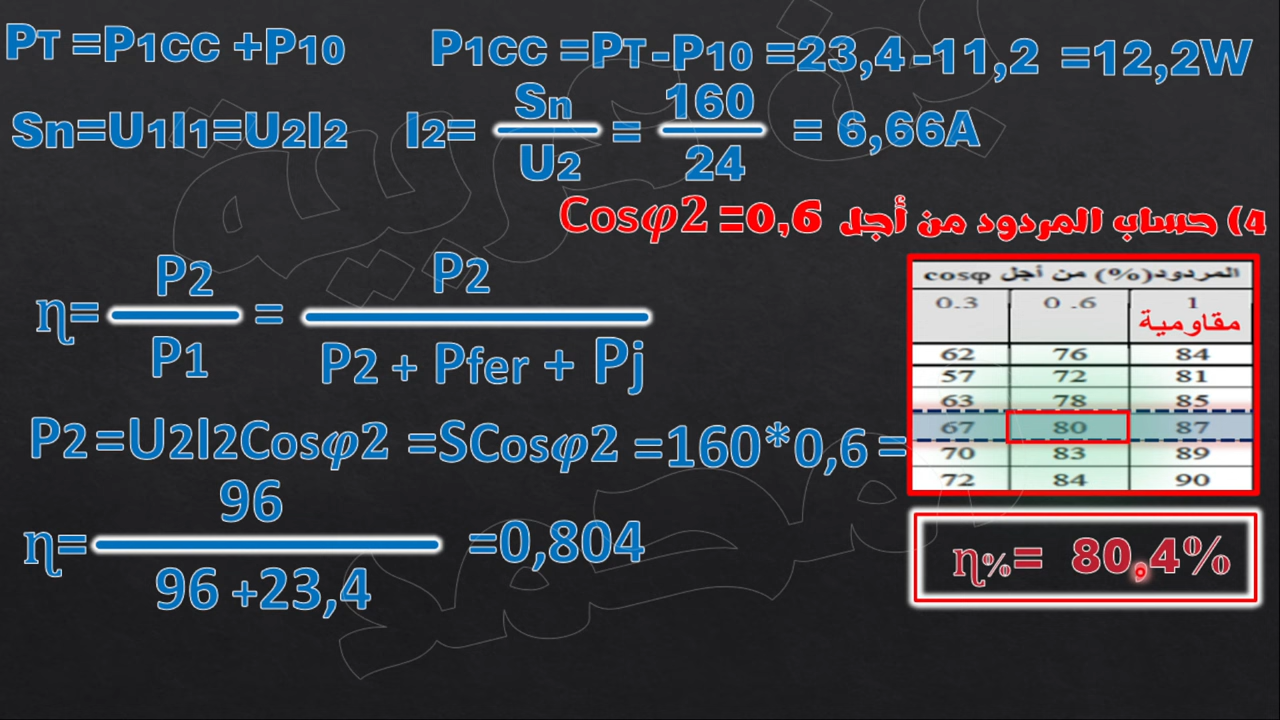 PT =P1CC +P10 P1CC =PT-P10 =23,4-11,2 =12,2W
Sn=U1I1=U2I2 I2= Sn/U2 = 160/24 = 6,66A
4) حساب المردود من أجل Cosφ2 =0,6
η= P2/P1 = P2/(P2 + Pfer + Pj)
P2=U2I2Cosφ2 =SCosφ2 =160*0,6 =
η= 96/(96 +23,4) =0,804
المردود(%) من أجل cosφ
0.3 0.6 1
مقاومية
62 76 84
57 72 81
63 78 85
67 80 87
70 83 89
72 84 90
η%= 80,4%